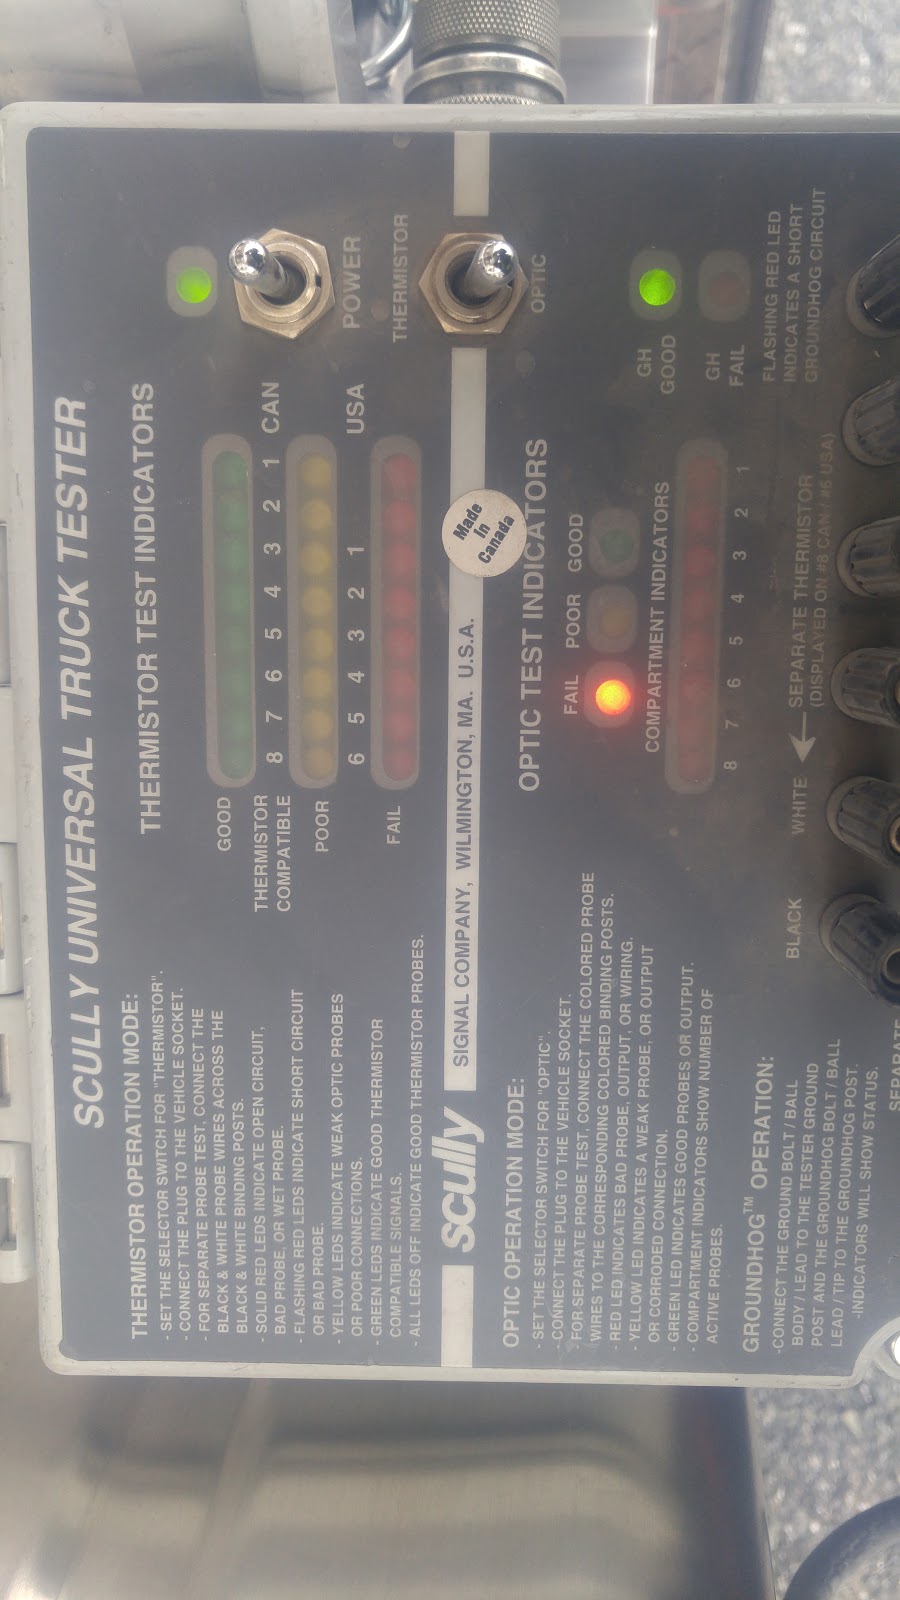 SCULLY UNIVERSAL TRUCK TESTER
THERMISTOR OPERATION MODE:
- SET THE SELECTOR SWITCH FOR "THERMISTOR".
- CONNECT THE PLUG TO THE VEHICLE SOCKET.
- FOR SEPARATE PROBE TEST, CONNECT THE
BLACK & WHITE PROBE WIRES ACROSS THE
BLACK & WHITE BINDING POSTS.
- SOLID RED LEDS INDICATE OPEN CIRCUIT,
BAD PROBE, OR WET PROBE.
- FLASHING RED LEDS INDICATE SHORT CIRCUIT
OR BAD PROBE.
- YELLOW LEDS INDICATE WEAK OPTIC PROBES
OR POOR CONNECTIONS.
- GREEN LEDS INDICATE GOOD THERMISTOR
COMPATIBLE SIGNALS.
- ALL LEDS OFF INDICATE GOOD THERMISTOR PROBES.
THERMISTOR TEST INDICATORS
GOOD
THERMISTOR
COMPATIBLE
8 7 6 5 4 3 2 1 CAN
POOR
6 5 4 3 2 1 USA
FAIL
POWER
THERMISTOR
OPTIC
scully
SIGNAL COMPANY, WILMINGTON, MA. U.S.A.
Made
In
Canada
OPTIC OPERATION MODE:
- SET THE SELECTOR SWITCH FOR "OPTIC".
- CONNECT THE PLUG TO THE VEHICLE SOCKET.
- FOR SEPARATE PROBE TEST, CONNECT THE COLORED PROBE
WIRES TO THE CORRESPONDING COLORED BINDING POSTS.
- RED LED INDICATES BAD PROBE, OUTPUT, OR WIRING.
- YELLOW LED INDICATES A WEAK PROBE, OR OUTPUT
OR CORRODED CONNECTION.
- GREEN LED INDICATES GOOD PROBES OR OUTPUT.
- COMPARTMENT INDICATORS SHOW NUMBER OF
ACTIVE PROBES.
OPTIC TEST INDICATORS
FAIL POOR GOOD
COMPARTMENT INDICATORS
8 7 6 5 4 3 2 1
GH
GOOD
GH
FAIL
FLASHING RED LED
INDICATES A SHORT
GROUNDHOG CIRCUIT
GROUNDHOG™ OPERATION:
- CONNECT THE GROUND BOLT / BALL
BODY / LEAD TO THE TESTER GROUND
POST AND THE GROUNDHOG BOLT / BALL
LEAD / TIP TO THE GROUNDHOG POST.
- INDICATORS WILL SHOW STATUS.
BLACK
WHITE
SEPARATE THERMISTOR
(DISPLAYED ON #8 CAN / #6 USA)
SEPARATE